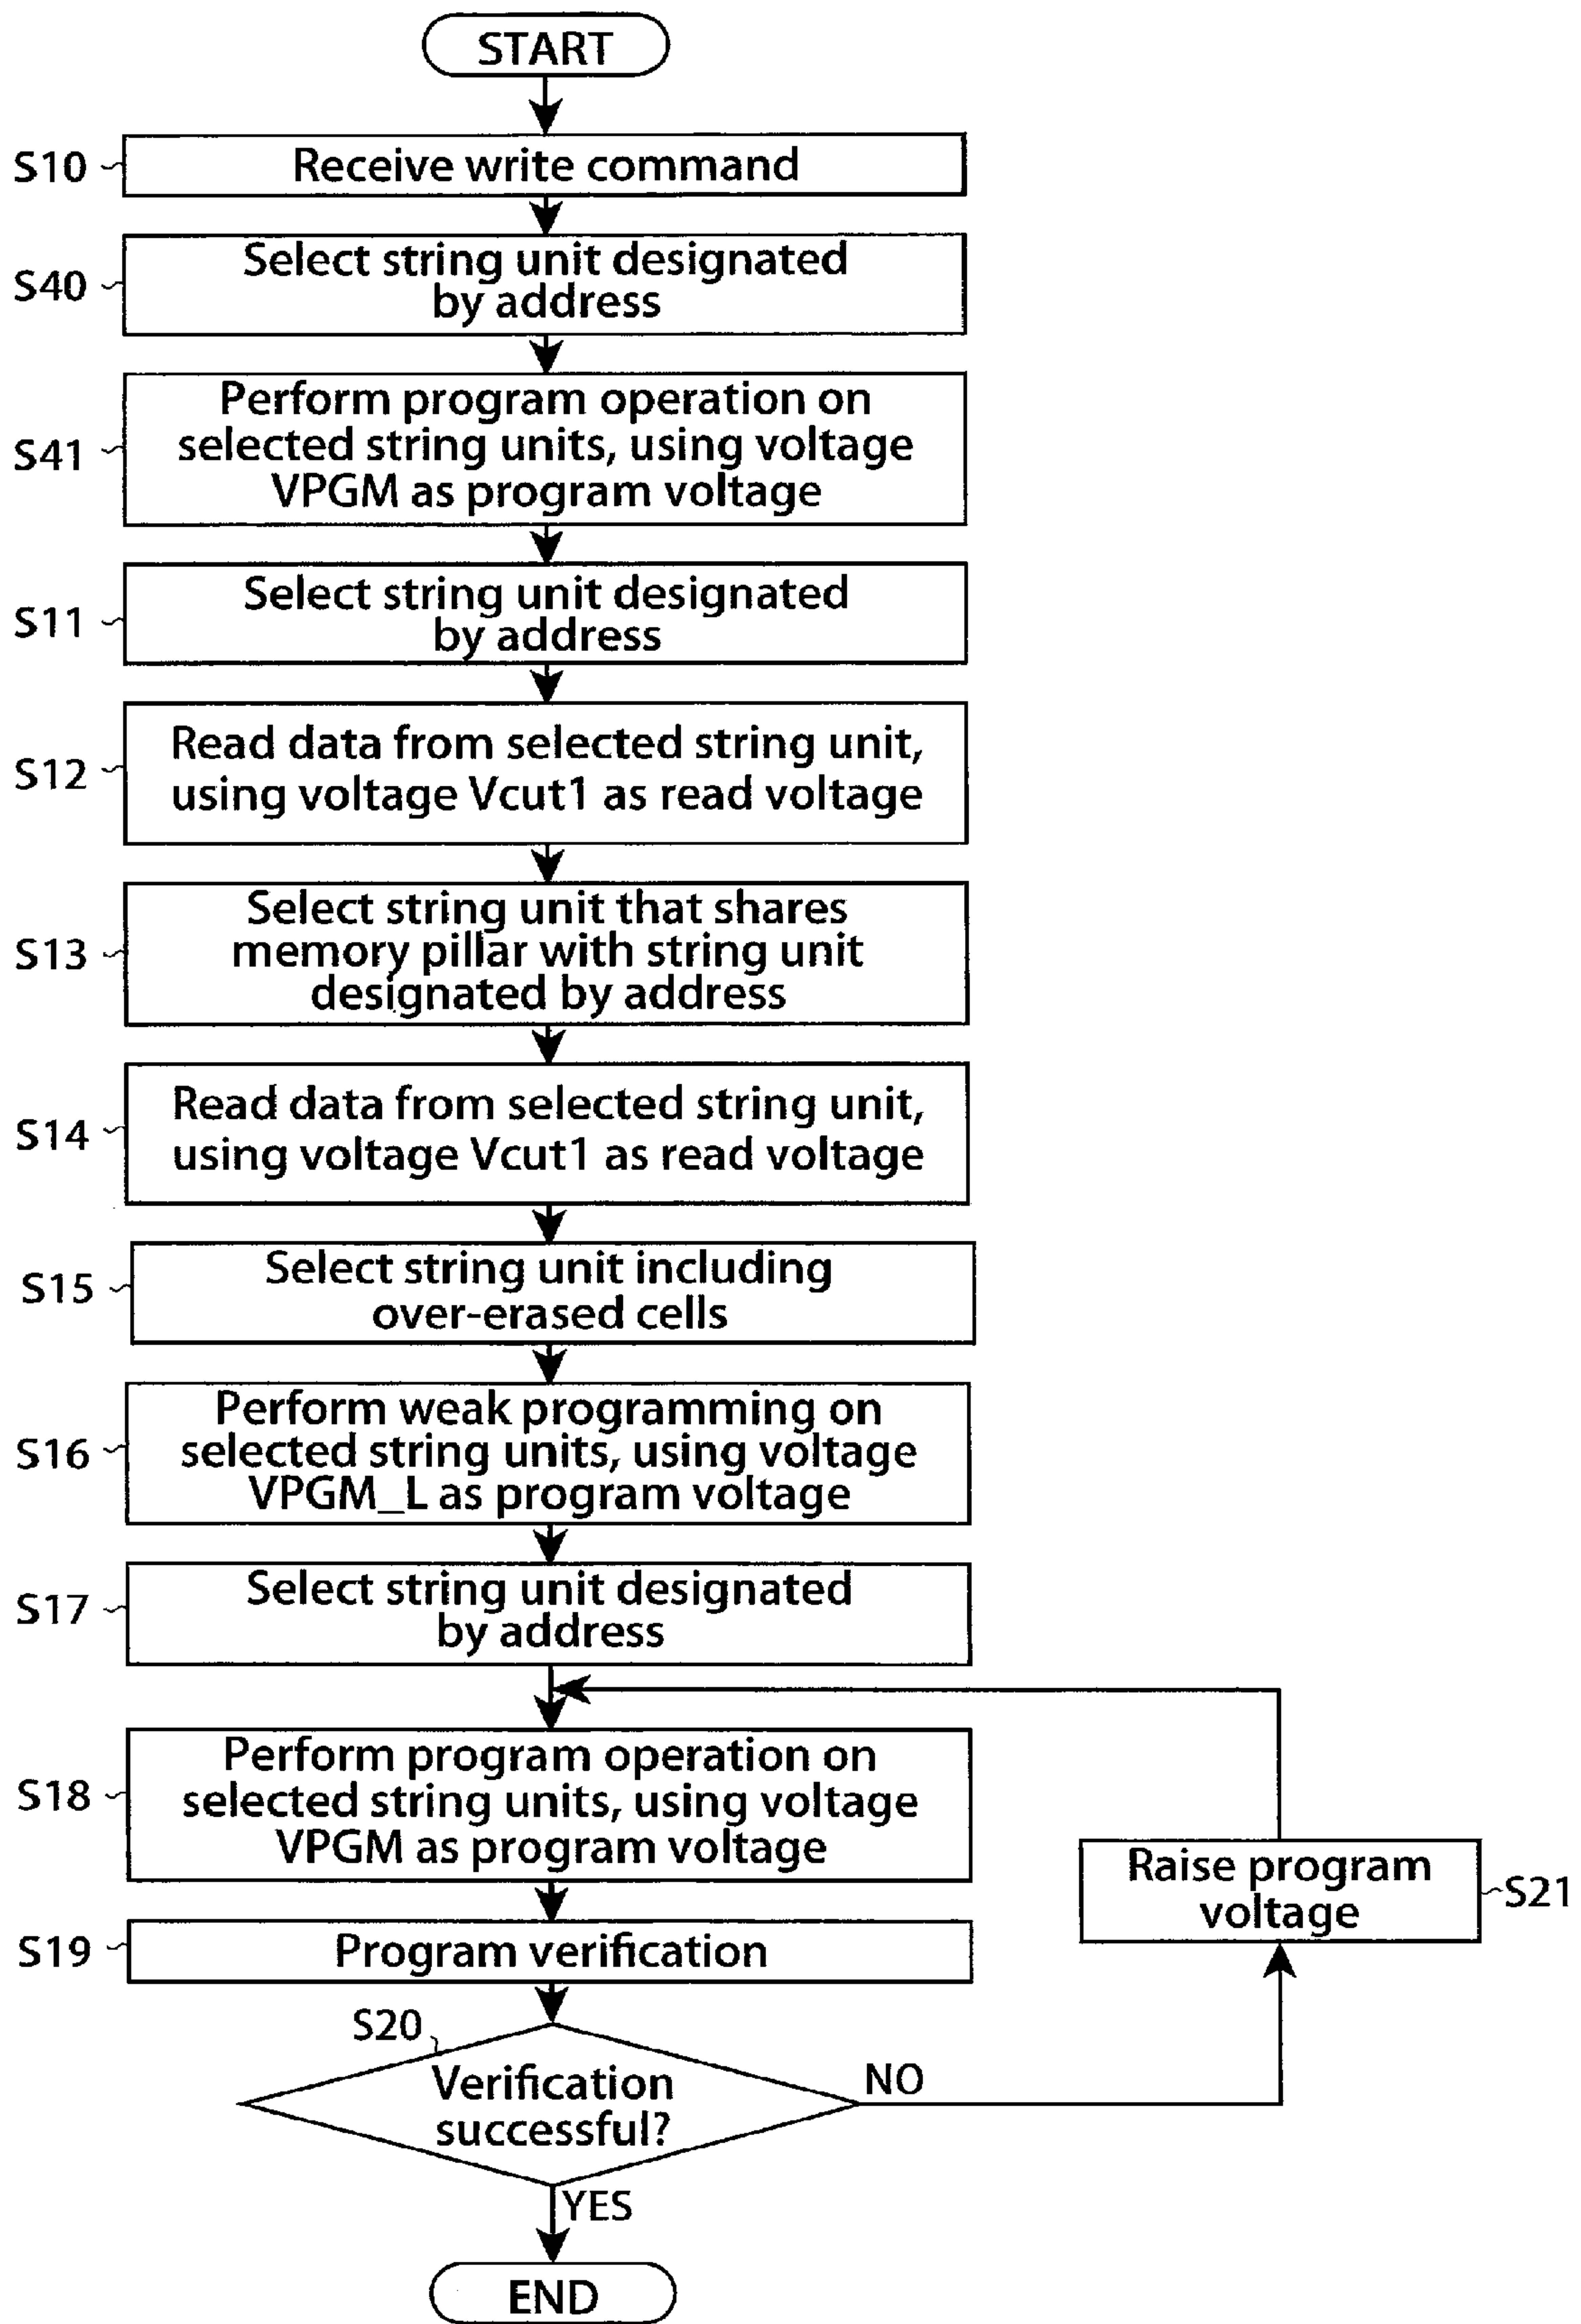 START
S10
Receive write command
S40
Select string unit designated
by address
S41
Perform program operation on
selected string units, using voltage
VPGM as program voltage
S11
Select string unit designated
by address
S12
Read data from selected string unit,
using voltage Vcut1 as read voltage
S13
Select string unit that shares
memory pillar with string unit
designated by address
S14
Read data from selected string unit,
using voltage Vcut1 as read voltage
S15
Select string unit including
over-erased cells
S16
Perform weak programming on
selected string units, using voltage
VPGM_L as program voltage
S17
Select string unit designated
by address
S18
Perform program operation on
selected string units, using voltage
VPGM as program voltage
Raise program
voltage
S21
S19
Program verification
S20
Verification
successful?
NO
YES
END